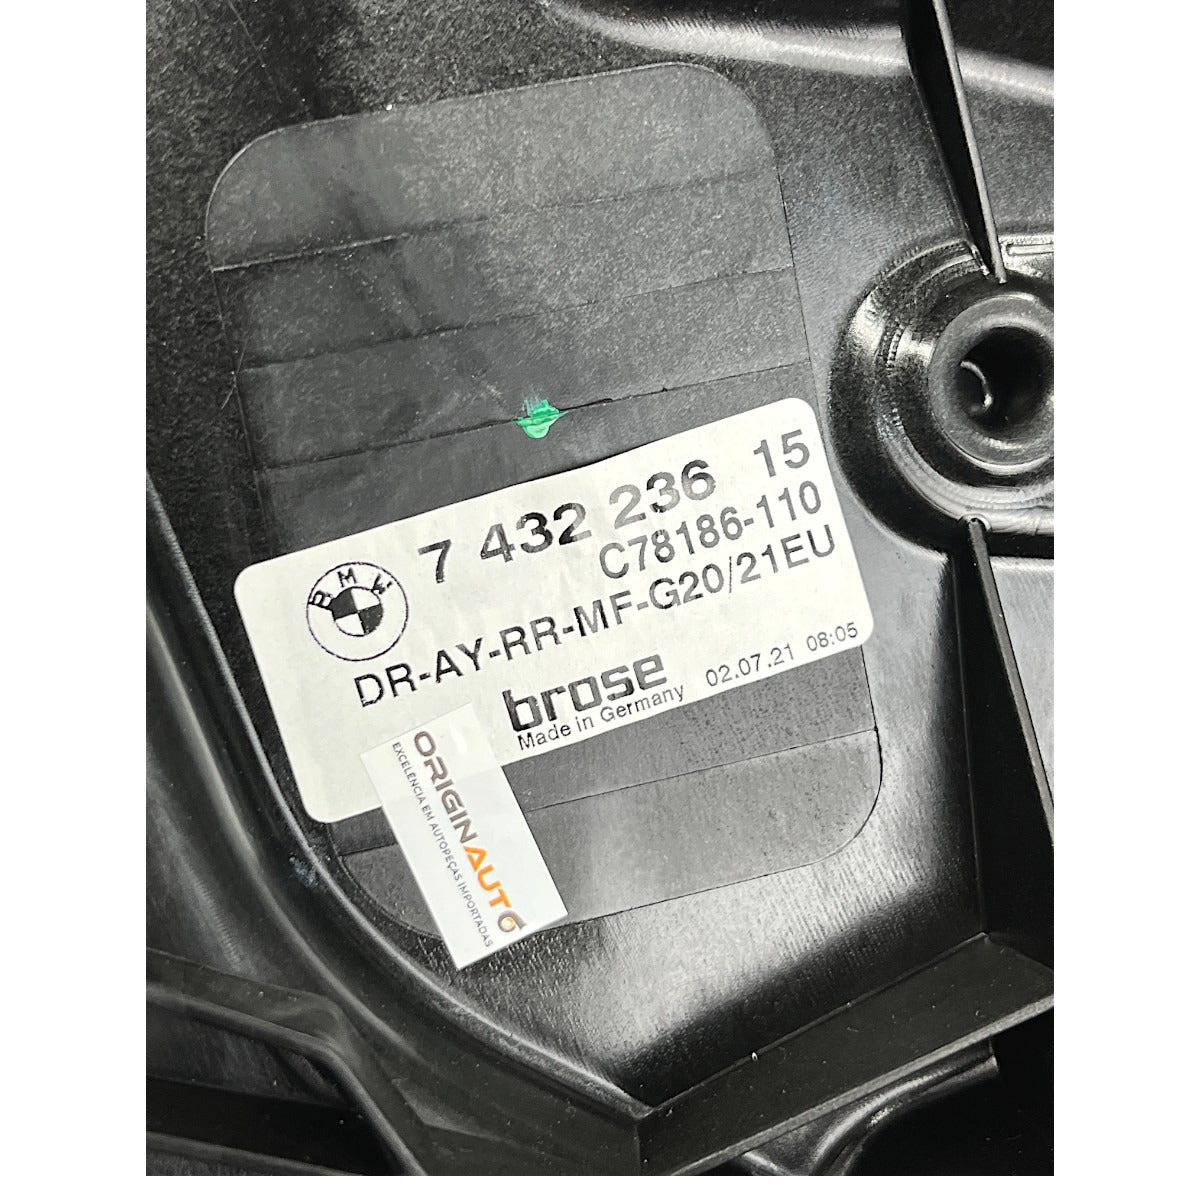 7 432 236 15
C78186-110
BMW
DR-AY-RR-MF-G20/21EU
brose
Made in Germany 02.07.21 08:05
ORIGINAUTO
EXCELÊNCIA EM AUTOPEÇAS IMPORTADAS